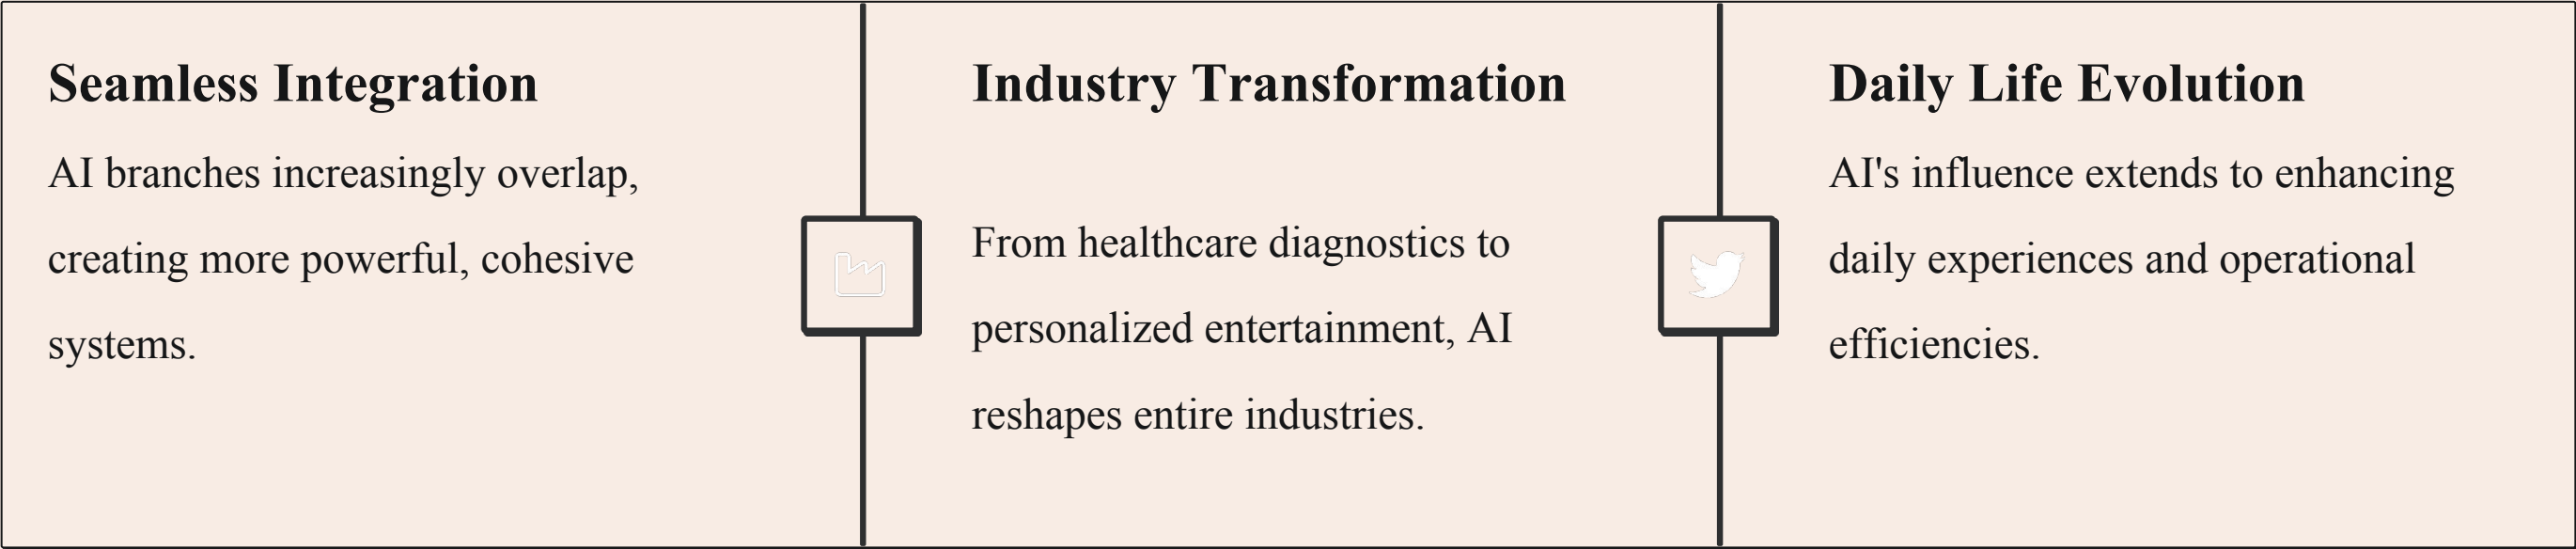 Seamless Integration
AI branches increasingly overlap,
creating more powerful, cohesive
systems.
Industry Transformation
From healthcare diagnostics to
personalized entertainment, AI
reshapes entire industries.
Daily Life Evolution
AI's influence extends to enhancing
daily experiences and operational
efficiencies.